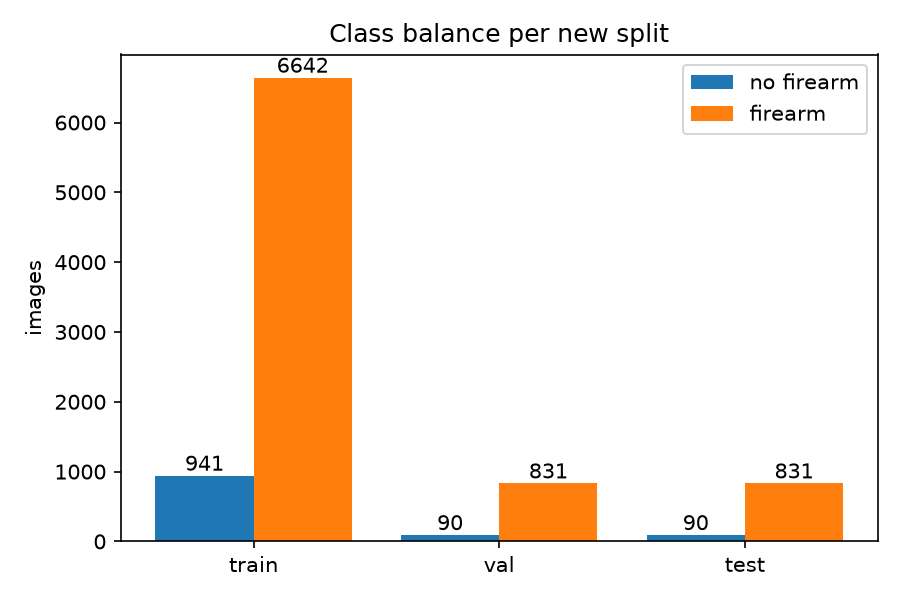 Class balance per new split
no firearm
firearm
images
6000
5000
4000
3000
2000
1000
0
6642
941
90
831
90
831
train
val
test